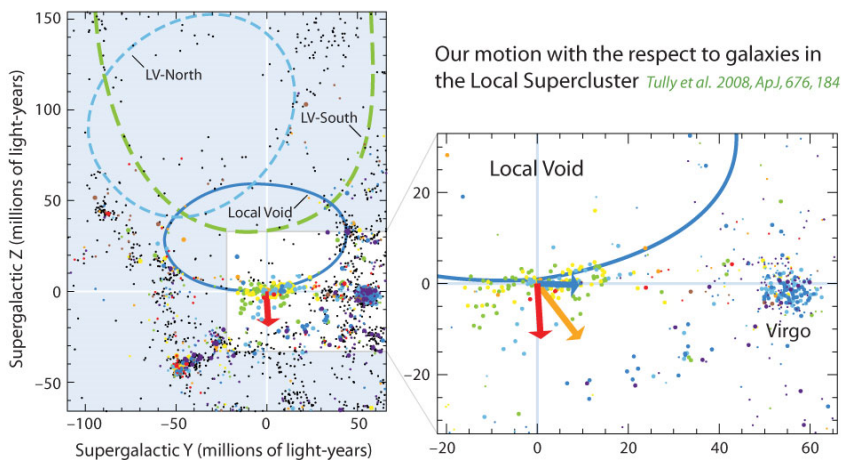 150
100
50
0
−50
Supergalactic Z (millions of light-years)
LV-North
LV-South
Local Void
−100
−50
0
50
Supergalactic Y (millions of light-years)
Our motion with the respect to galaxies in
the Local Supercluster Tully et al. 2008, ApJ, 676, 184
Local Void
Virgo
20
0
−20
−20
0
20
40
60